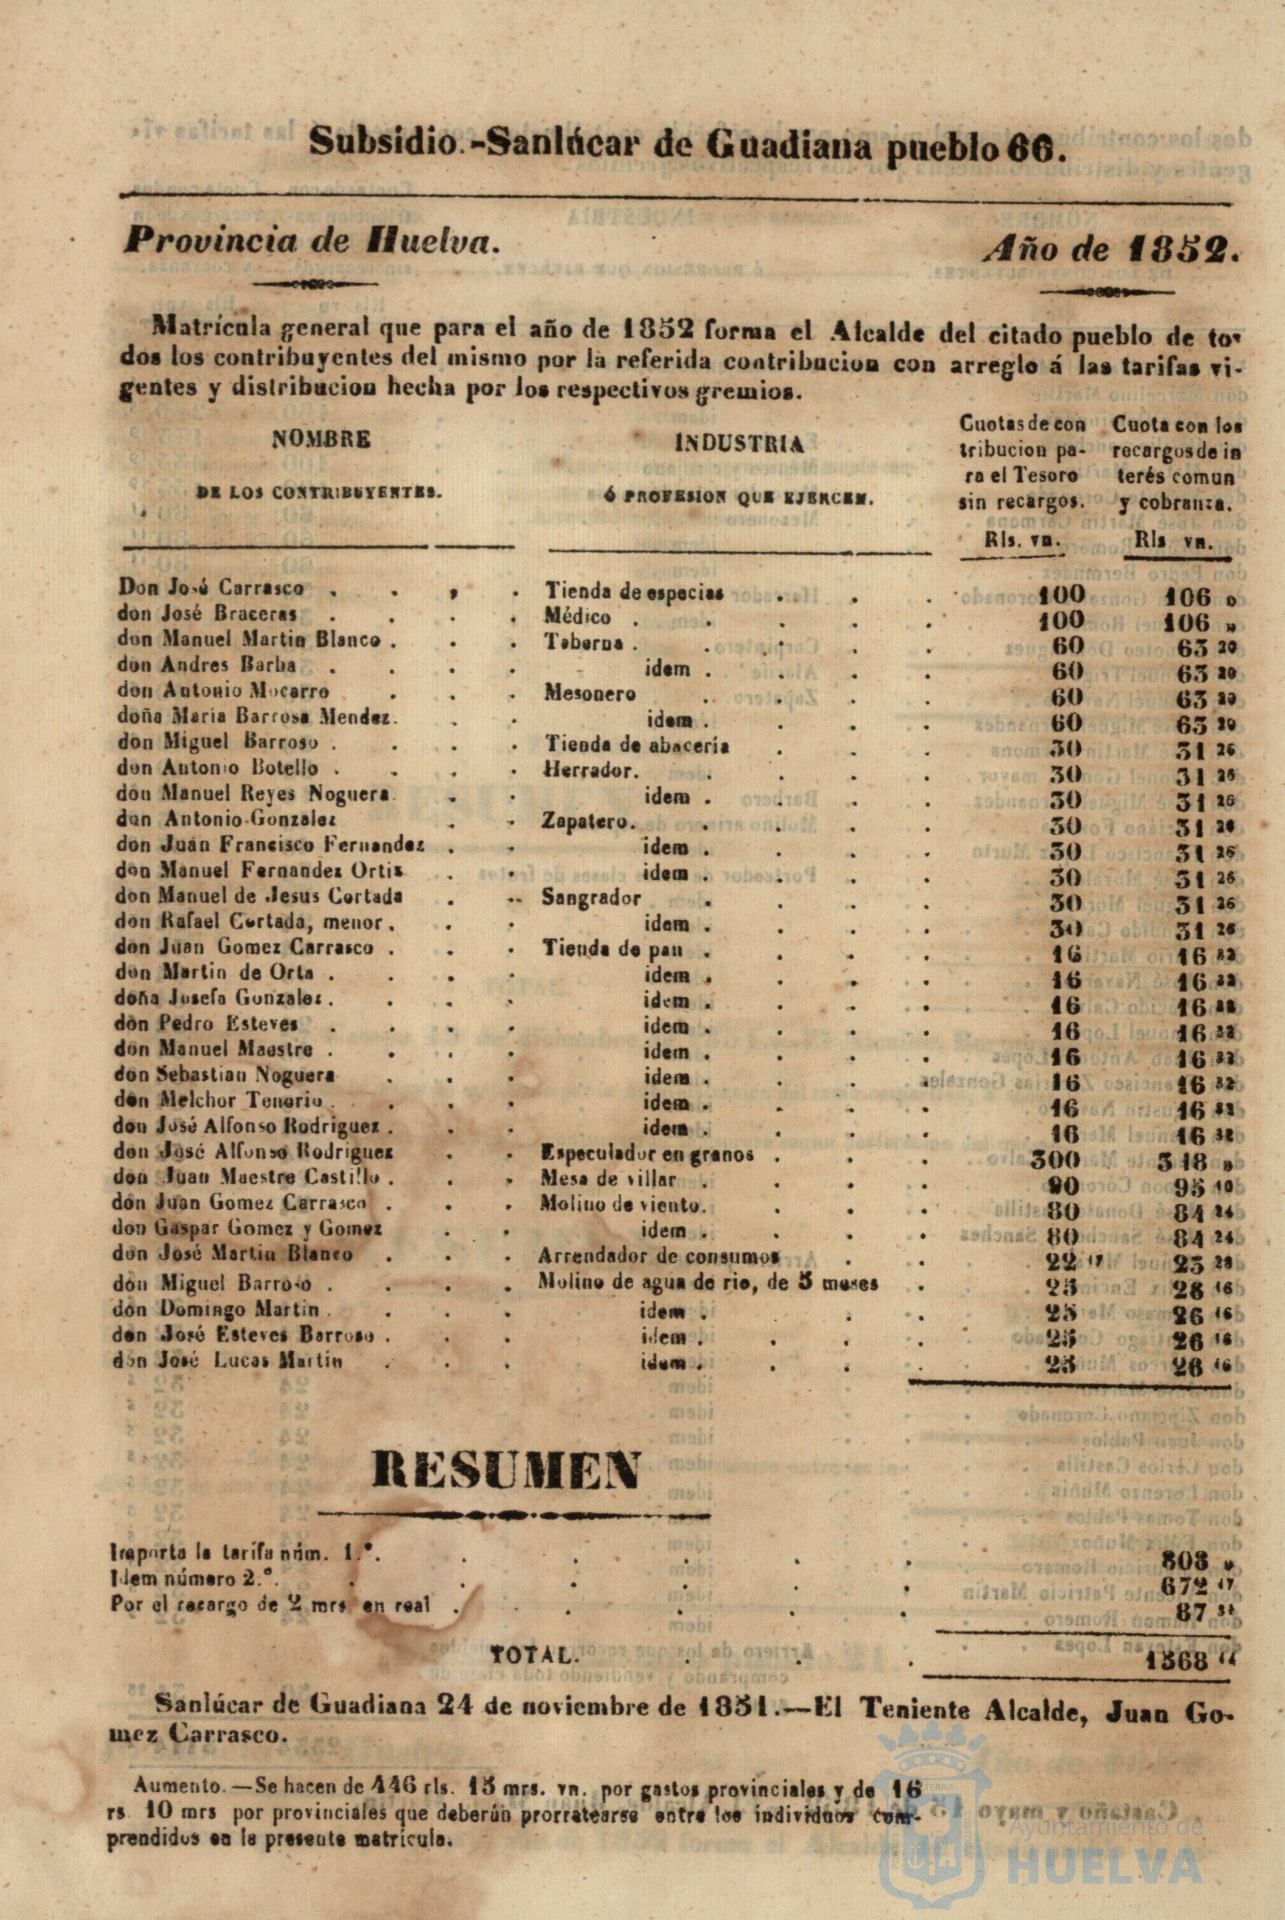 Subsidio.-Sanlúcar de Guadiana pueblo 66.
Provincia de Huelva.
Año de 1852.
Matrícula general que para el año de 1852 forma el Alcalde del citado pueblo de to-
dos los contribuyentes del mismo por la referida contribucion con arreglo á las tarifas vi-
gentes y distribucion hecha por los respectivos gremios.
NOMBRE
DE LOS CONTRIBUYENTES.
INDUSTRIA
Ó PROFESION QUE EJERCEN.
Cuotas de con
tribucion pa-
ra el Tesoro
sin recargos.
Rls. vn.
Cuota con los
recargos de in
terés comun
y cobranza.
Rls vn.
Don José Carrasco . . . . Tienda de especias . . . 100 106 »
don José Braceras . . . . Médico . . . . 100 106 »
don Manuel Martin Blanco . . . Taberna . . . . 60 63 20
don Andres Barba . . . . idem . . . . 60 63 20
don Antonio Mocarro . . . Mesonero . . . 60 63 20
doña Maria Barrosa Mendez. . . idem . . . . 60 63 20
don Miguel Barroso . . . . Tienda de abacería . . . 30 31 26
don Antonio Botello . . . . Herrador. . . . . 30 31 26
don Manuel Reyes Noguera . . idem . . . . 30 31 26
don Antonio Gonzalez . . Zapatero. . . . . 30 31 26
don Juan Francisco Fernandez . . idem . . . . 30 31 26
don Manuel Fernandez Ortiz . . idem . . . . 30 31 26
don Manuel de Jesus Cortada . . Sangrador . . . . 30 31 26
don Rafael Cortada, menor . . . idem . . . . 30 31 26
don Juan Gomez Carrasco . . . Tienda de pan . . . . 16 16 32
don Martin de Orta . . . . idem . . . . 16 16 32
doña Josefa Gonzalez . . . . idem . . . . 16 16 32
don Pedro Esteves . . . . idem . . . . 16 16 32
don Manuel Maestre . . . . idem . . . . 16 16 32
don Sebastian Noguera . . . idem . . . . 16 16 32
don Melchor Tenorio . . . . idem . . . . 16 16 32
don José Alfonso Rodriguez . . . idem . . . . 16 16 32
don José Alfonso Rodriguez . . Especulador en granos . . . 300 318 »
don Juan Maestre Castillo . . . Mesa de villar . . . . 90 95 10
don Juan Gomez Carrasco . . . Molino de viento. . . . 80 84 24
don Gaspar Gomez y Gomez . . idem . . . . 80 84 24
don José Martin Blanco . . . Arrendador de consumos . . 22 17 23 28
don Miguel Barroso . . . . Molino de agua de rio, de 3 meses . 25 26 16
don Domingo Martin . . . . idem . . . 25 26 16
don José Esteves Barroso . . . idem . . . . 25 26 16
don José Lucas Martin . . . idem . . . . 25 26 16
RESUMEN
Importa la tarifa núm. 1.ª. . . . . . 803 »
Idem número 2.ª. . . . . . . 672 17
Por el recargo de 2 mrs en real . . . . . 87
TOTAL. . . . 1568
Sanlúcar de Guadiana 24 de noviembre de 1851.—El Teniente Alcalde, Juan Go-
mez Carrasco.
Aumento.—Se hacen de 446 rls. 15 mrs. vn. por gastos provinciales y de 16
rs 10 mrs por provinciales que deberán prorratearse entre los individuos com-
prendidos en la presente matrícula.
Ayuntamiento de
HUELVA